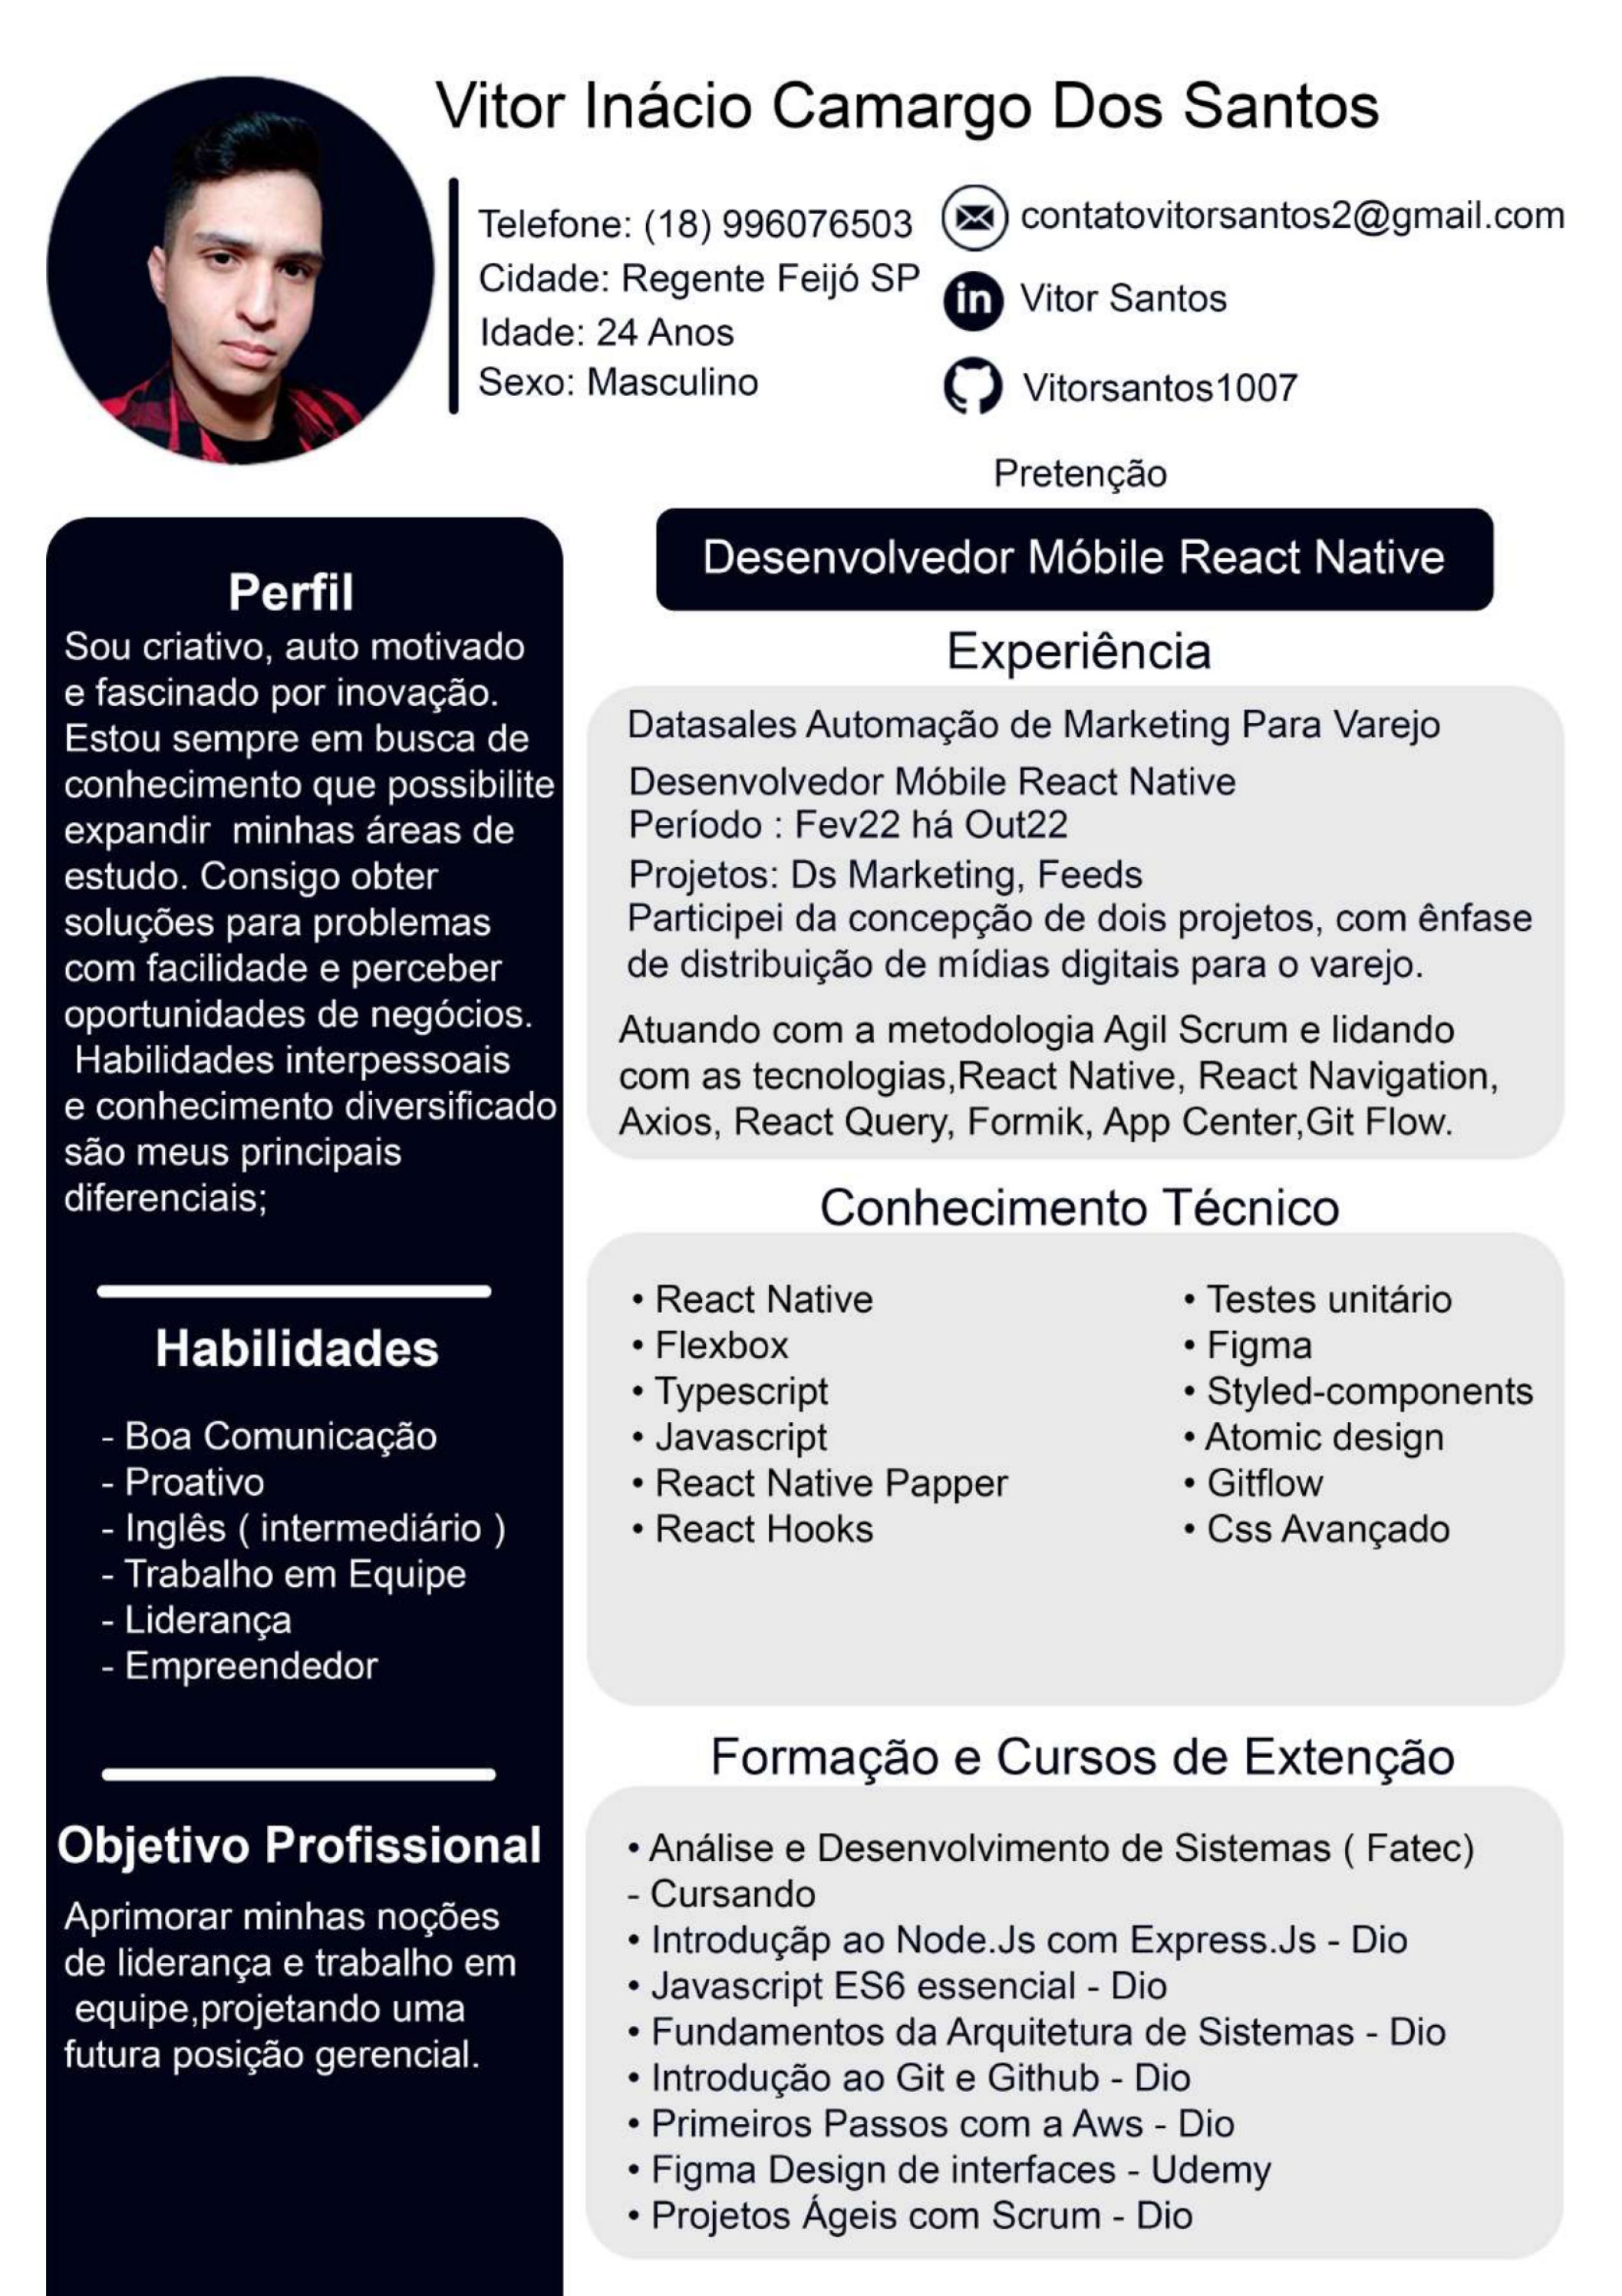 Vitor Inácio Camargo Dos Santos
Telefone: (18) 996076503
Cidade: Regente Feijó SP
Idade: 24 Anos
Sexo: Masculino
contatovitorsantos2@gmail.com
in Vitor Santos
Vitorsantos1007
Perfil
Sou criativo, auto motivado
e fascinado por inovação.
Estou sempre em busca de
conhecimento que possibilite
expandir minhas áreas de
estudo. Consigo obter
soluções para problemas
com facilidade e perceber
oportunidades de negócios.
Habilidades interpessoais
e conhecimento diversificado
são meus principais
diferenciais;
Habilidades
- Boa Comunicação
- Proativo
- Inglês ( intermediário )
- Trabalho em Equipe
- Liderança
- Empreendedor
Objetivo Profissional
Aprimorar minhas noções
de liderança e trabalho em
equipe,projetando uma
futura posição gerencial.
Pretenção
Desenvolvedor Móbile React Native
Experiência
Datasales Automação de Marketing Para Varejo
Desenvolvedor Móbile React Native
Período : Fev22 há Out22
Projetos: Ds Marketing, Feeds
Participei da concepção de dois projetos, com ênfase
de distribuição de mídias digitais para o varejo.
Atuando com a metodologia Agil Scrum e lidando
com as tecnologias,React Native, React Navigation,
Axios, React Query, Formik, App Center,Git Flow.
Conhecimento Técnico
• React Native
• Flexbox
• Typescript
• Javascript
• React Native Papper
• React Hooks
• Testes unitário
• Figma
• Styled-components
• Atomic design
• Gitflow
• Css Avançado
Formação e Cursos de Extenção
• Análise e Desenvolvimento de Sistemas ( Fatec)
- Cursando
• Introduçãp ao Node.Js com Express.Js - Dio
• Javascript ES6 essencial - Dio
• Fundamentos da Arquitetura de Sistemas - Dio
• Introdução ao Git e Github - Dio
• Primeiros Passos com a Aws - Dio
• Figma Design de interfaces - Udemy
• Projetos Ágeis com Scrum - Dio